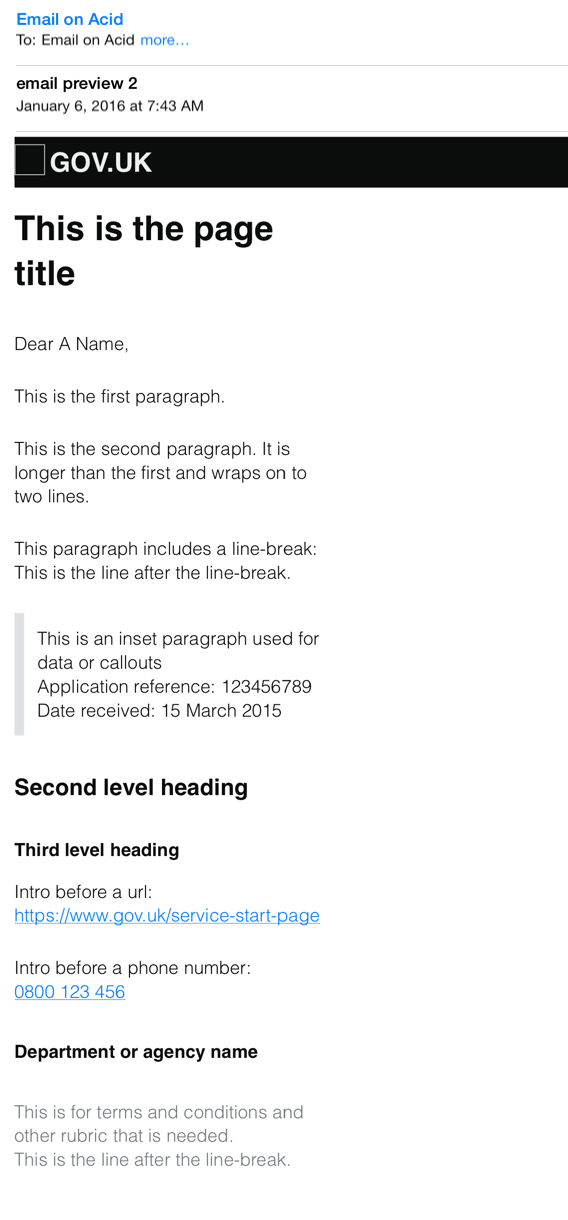 Email on Acid
To: Email on Acid more...
email preview 2
January 6, 2016 at 7:43 AM
GOV.UK
This is the page
title
Dear A Name,
This is the first paragraph.
This is the second paragraph. It is
longer than the first and wraps on to
two lines.
This paragraph includes a line-break:
This is the line after the line-break.
This is an inset paragraph used for
data or callouts
Application reference: 123456789
Date received: 15 March 2015
Second level heading
Third level heading
Intro before a url:
https://www.gov.uk/service-start-page
Intro before a phone number:
0800 123 456
Department or agency name
This is for terms and conditions and
other rubric that is needed.
This is the line after the line-break.